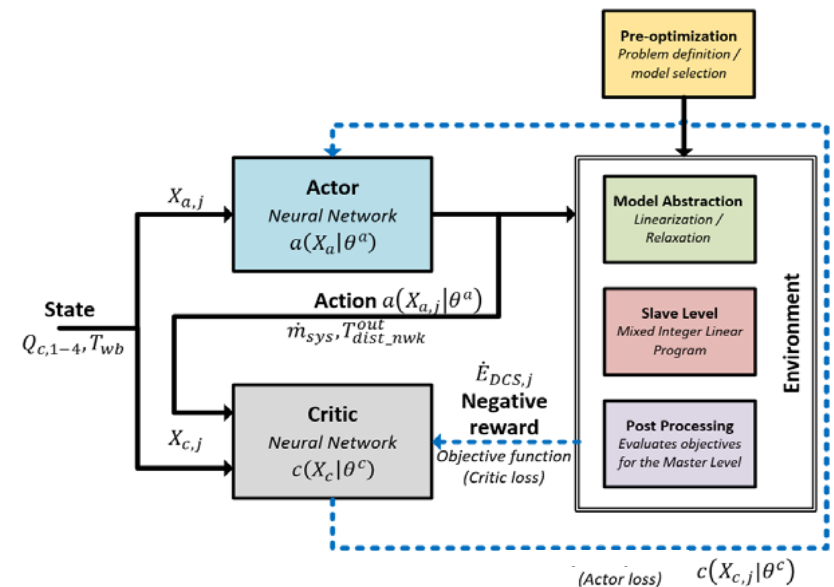 Pre-optimization
Problem definition /
model selection
Actor
Neural Network
a(X_a|θ^a)
X_{a,j}
Model Abstraction
Linearization /
Relaxation
State
Q_{c,1−4}, T_{wb}
Action a(X_{a,j}|θ^a)
ṁ_{sys}, T^{out}_{dist_nwk}
Slave Level
Mixed Integer Linear
Program
Environment
Critic
Neural Network
c(X_c|θ^c)
X_{c,j}
Ė_{DCS,j}
Negative
reward
Objective function
(Critic loss)
Post Processing
Evaluates objectives
for the Master Level
(Actor loss) c(X_{c,j}|θ^c)